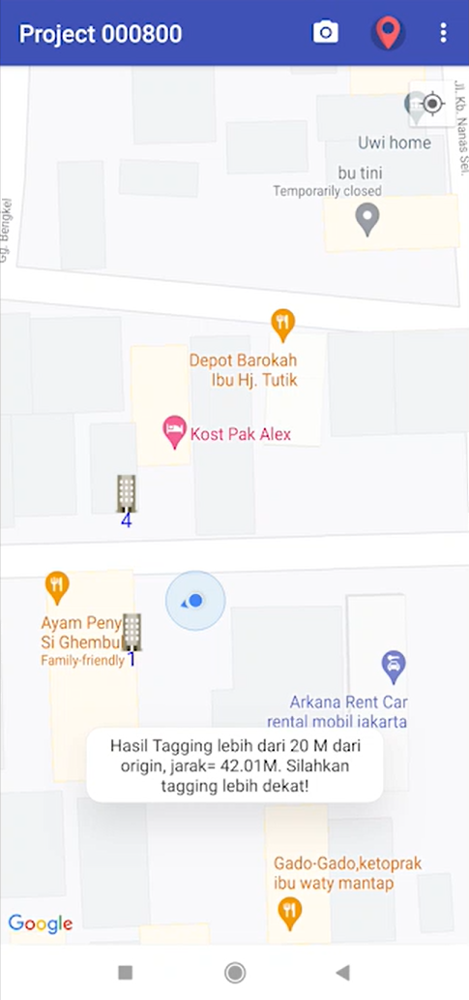 Project 000800
Jl. Kb. Nanas Sel.
Uwi home
bu tini
Temporarily closed
Gg. Bengkel
Depot Barokah
Ibu Hj. Tutik
Kost Pak Alex
4
Ayam Peny
Si Ghembu
Family-friendly
1
Arkana Rent Car
rental mobil jakarta
Hasil Tagging lebih dari 20 M dari
origin, jarak= 42.01M. Silahkan
tagging lebih dekat!
Gado-Gado,ketoprak
ibu waty mantap
Google